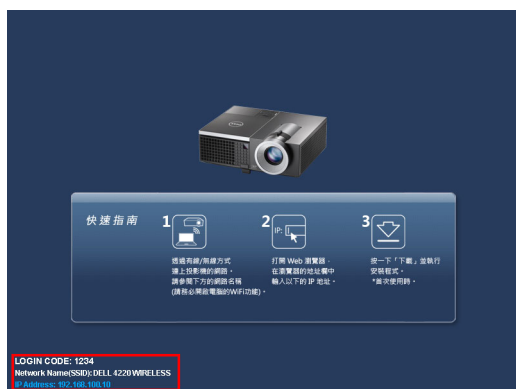 快速指南
1
透過有線/無線方式
連上投影機的網路，
請參閱下方的網路名稱
(請務必開啟電腦的WiFi功能)。
2
IP:
打開 Web 瀏覽器，
在瀏覽器的地址欄中
輸入以下的 IP 地址。
3
按一下「下載」並執行
安裝程式。
*首次使用時。
LOGIN CODE: 1234
Network Name(SSID): DELL 4220 WIRELESS
IP Address: 192.168.100.10